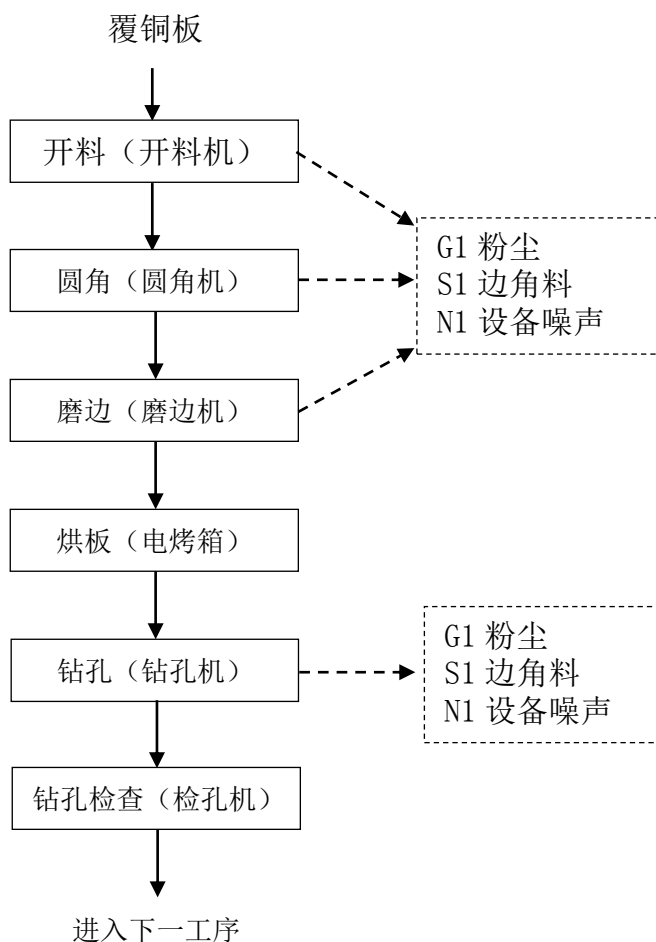 覆铜板
开料（开料机）
圆角（圆角机）
G1 粉尘
S1 边角料
N1 设备噪声
磨边（磨边机）
烘板（电烤箱）
钻孔（钻孔机）
G1 粉尘
S1 边角料
N1 设备噪声
钻孔检查（检孔机）
进入下一工序